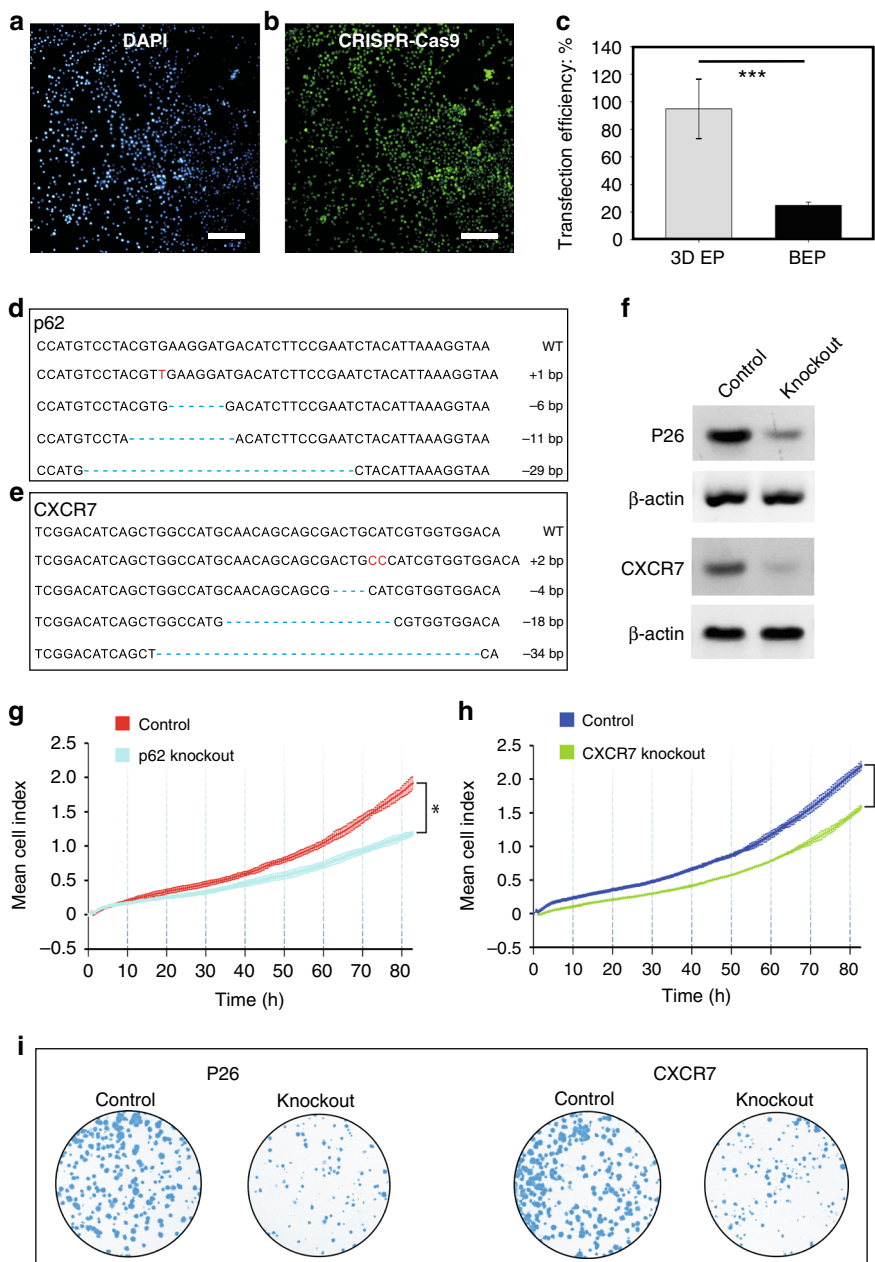 a
DAPI
b
CRISPR-Cas9
c
Transfection efficiency: %
140
120
100
80
60
40
20
0
***
3D EP
BEP
d
p62
CCATGTCCTACGTGAAGGATGACATCTTCCGAATCTACATTAAAGGTAA WT
CCATGTCCTACGTTGAAGGATGACATCTTCCGAATCTACATTAAAGGTAA +1 bp
CCATGTCCTACGTG------GACATCTTCCGAATCTACATTAAAGGTAA −6 bp
CCATGTCCTA-----------ACATCTTCCGAATCTACATTAAAGGTAA −11 bp
CCATG-----------------------------CTACATTAAAGGTAA −29 bp
e
CXCR7
TCGGACATCAGCTGGCCATGCAACAGCAGCGACTGCATCGTGGTGGACA WT
TCGGACATCAGCTGGCCATGCAACAGCAGCGACTGCCCATCGTGGTGGACA +2 bp
TCGGACATCAGCTGGCCATGCAACAGCAGCG----CATCGTGGTGGACA −4 bp
TCGGACATCAGCTGGCCATG------------------CGTGGTGGACA −18 bp
TCGGACATCAGCT----------------------------------CA −34 bp
f
Control
Knockout
P26
β-actin
CXCR7
β-actin
g
Control
p62 knockout
Mean cell index
2.5
2.0
1.5
1.0
0.5
0
−0.5
*
0 10 20 30 40 50 60 70 80
Time (h)
h
Control
CXCR7 knockout
Mean cell index
2.5
2.0
1.5
1.0
0.5
0
−0.5
0 10 20 30 40 50 60 70 80
Time (h)
i
P26
Control
Knockout
CXCR7
Control
Knockout